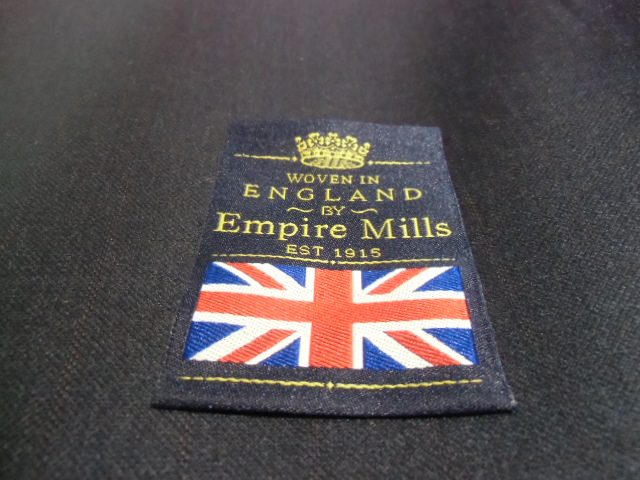 WOVEN IN
ENGLAND
~ BY ~
Empire Mills
EST 1915